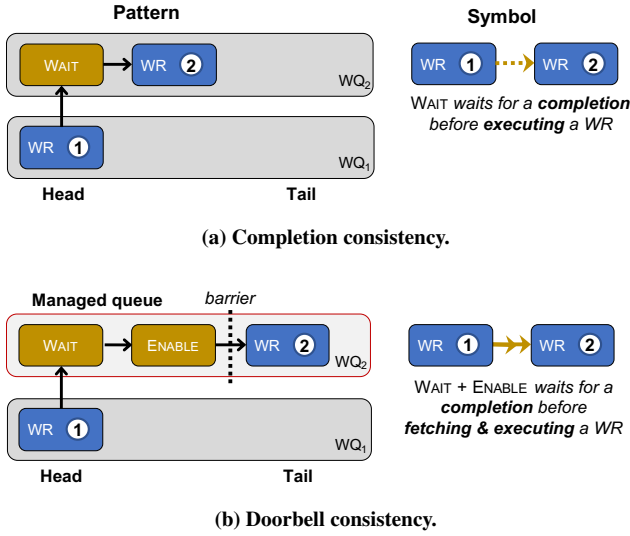 Pattern
Symbol
WAIT
WR 2
WQ2
WR 1
WQ1
Head
Tail
WR 1
WR 2
WAIT waits for a completion
before executing a WR
(a) Completion consistency.
Managed queue
barrier
WAIT
ENABLE
WR 2
WQ2
WR 1
WQ1
Head
Tail
WR 1
WR 2
WAIT + ENABLE waits for a
completion before
fetching & executing a WR
(b) Doorbell consistency.